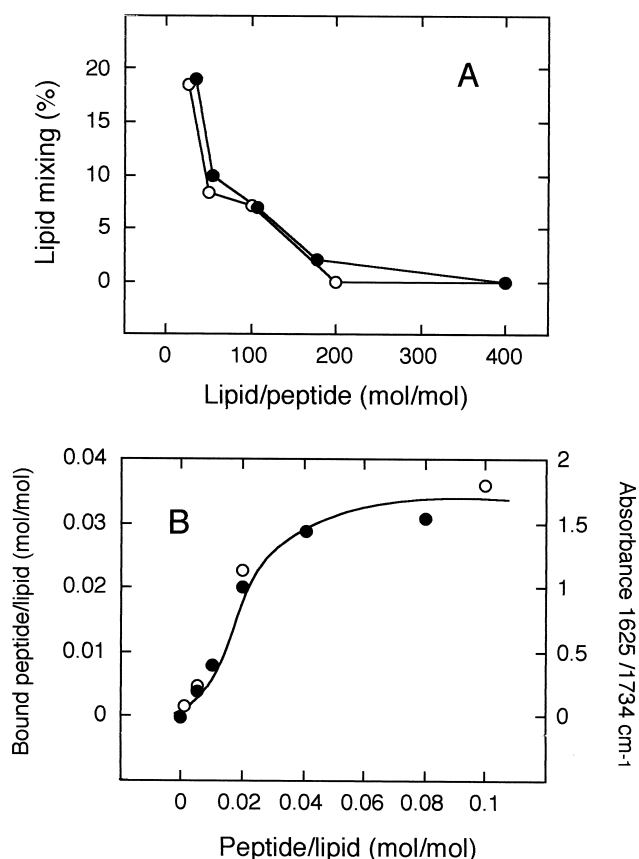 A
20
15
10
5
0
Lipid mixing (%)
0 100 200 300 400
Lipid/peptide (mol/mol)
B
0.04
0.03
0.02
0.01
0
Bound peptide/lipid (mol/mol)
2
1.5
1
0.5
0
Absorbance 1625 /1734 cm-1
0 0.02 0.04 0.06 0.08 0.1
Peptide/lipid (mol/mol)